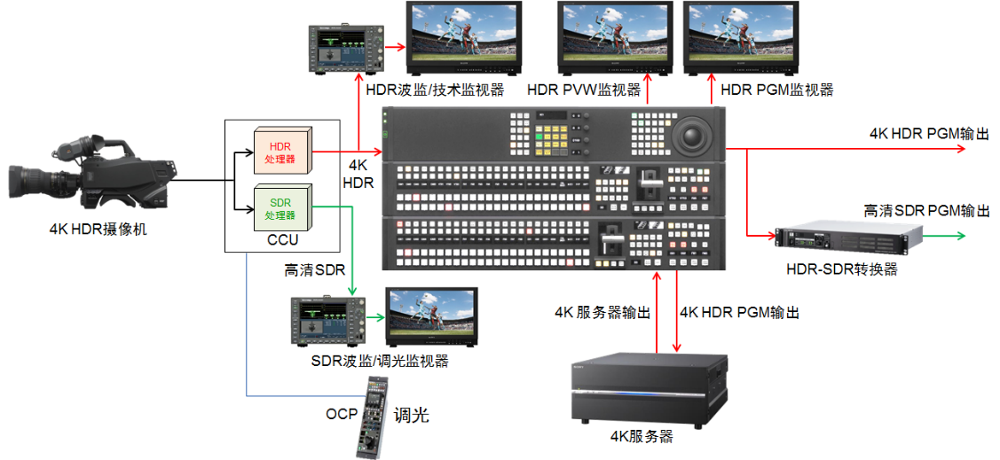 HDR波监/技术监视器
HDR PVW监视器
HDR PGM监视器
4K HDR摄像机
HDR
处理器
SDR
处理器
CCU
4K
HDR
4K HDR PGM输出
高清SDR PGM输出
HDR-SDR转换器
高清SDR
SDR波监/调光监视器
4K 服务器输出
4K HDR PGM输出
OCP
调光
SONY
4K服务器